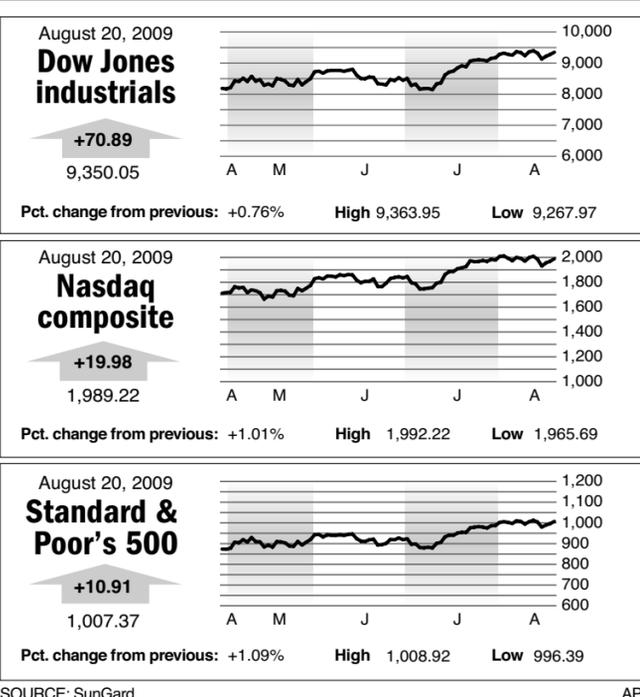 August 20, 2009
Dow Jones
industrials
+70.89
9,350.05
10,000
9,000
8,000
7,000
6,000
A M J J A
Pct. change from previous: +0.76% High 9,363.95 Low 9,267.97
August 20, 2009
Nasdaq
composite
+19.98
1,989.22
2,000
1,800
1,600
1,400
1,200
1,000
A M J J A
Pct. change from previous: +1.01% High 1,992.22 Low 1,965.69
August 20, 2009
Standard &
Poor's 500
+10.91
1,007.37
1,200
1,100
1,000
900
800
700
600
A M J J A
Pct. change from previous: +1.09% High 1,008.92 Low 996.39
SOURCE: SunGard AP